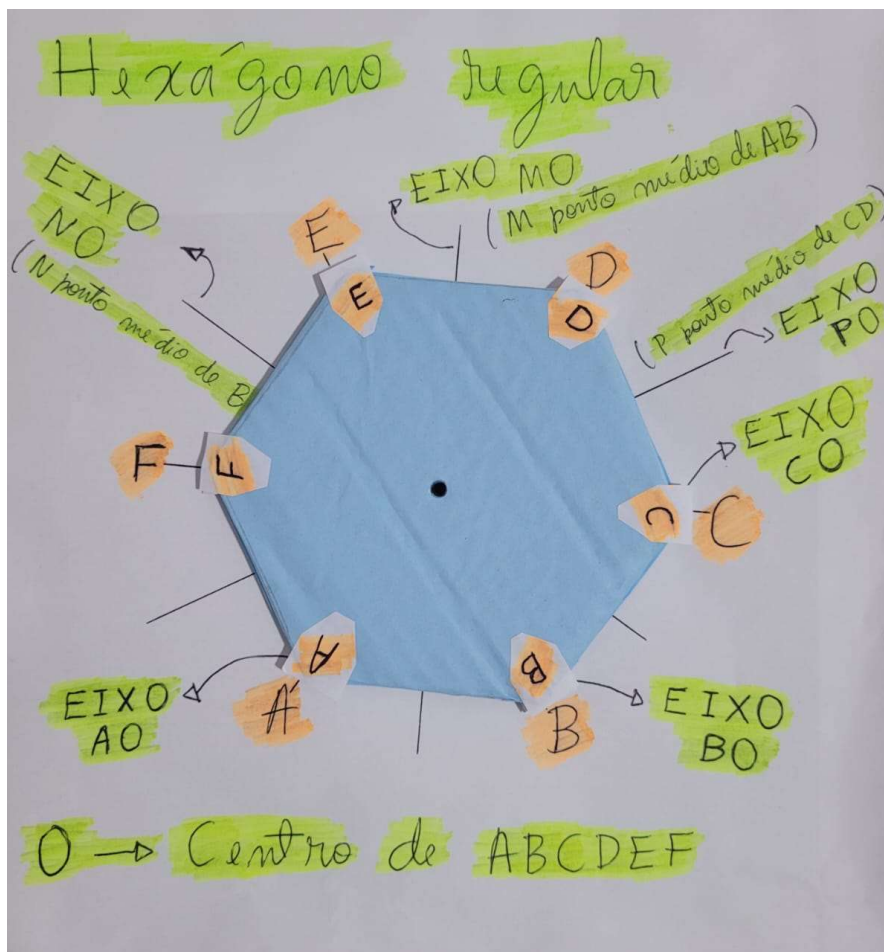 Hexágono regular
EIXO MO
(M ponto médio de AB)
EIXO
NO
(N ponto médio de B
(P ponto médio de CD)
EIXO
PO
E
E
D
D
EIXO
CO
F
F
C
C
A
A
B
B
EIXO
AO
EIXO
BO
O → Centro de ABCDEF